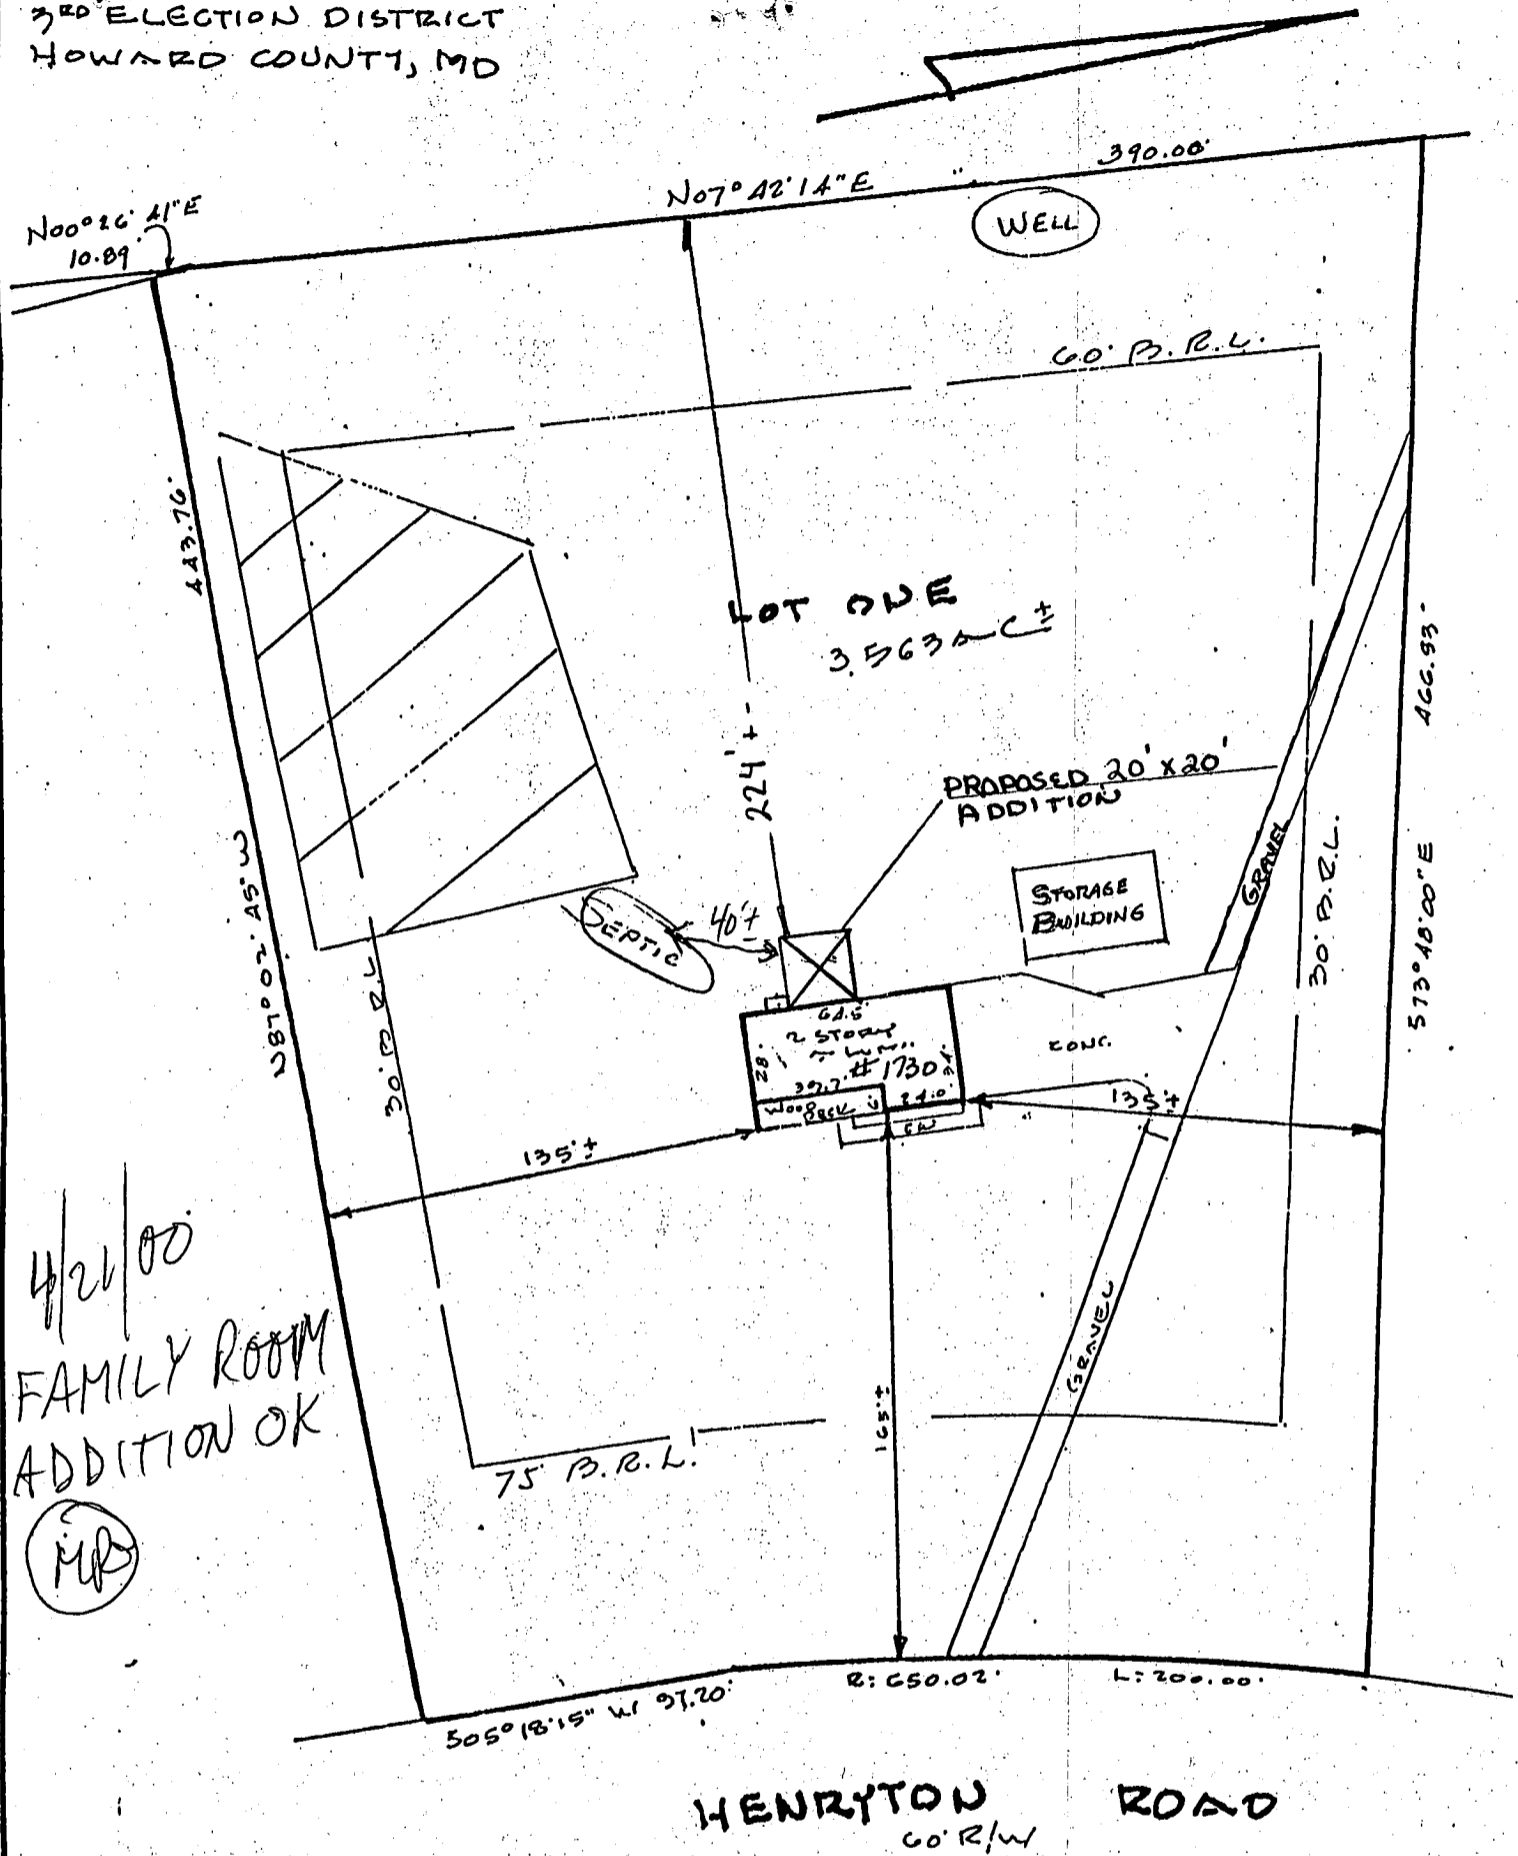 3RD ELECTION DISTRICT
HOWARD COUNTY, MD
390.00'
N07°42'14"E
N00°26'41"E
10.89'
WELL
60' B.R.L.
443.76'
LOT ONE
3.563 AC±
466.93'
224'+-
PROPOSED 20'X20'
ADDITION
GRAVEL
STORAGE
BUILDING
N87°02'45"W
30' B.R.L.
S73°48'00"E
SEPTIC
40'±
30' B.R.L.
64.5'
2 STORY
28'
#1730
CONC.
39.7'
24.0'
WOOD DECK
135'±
135'±
4/21/00
FAMILY ROOM
ADDITION OK
MR
GRAVEL
165'±
75' B.R.L.
S05°18'15" W 97.20'
R: 650.02'
L: 200.00'
HENRYTON ROAD
60' R/W